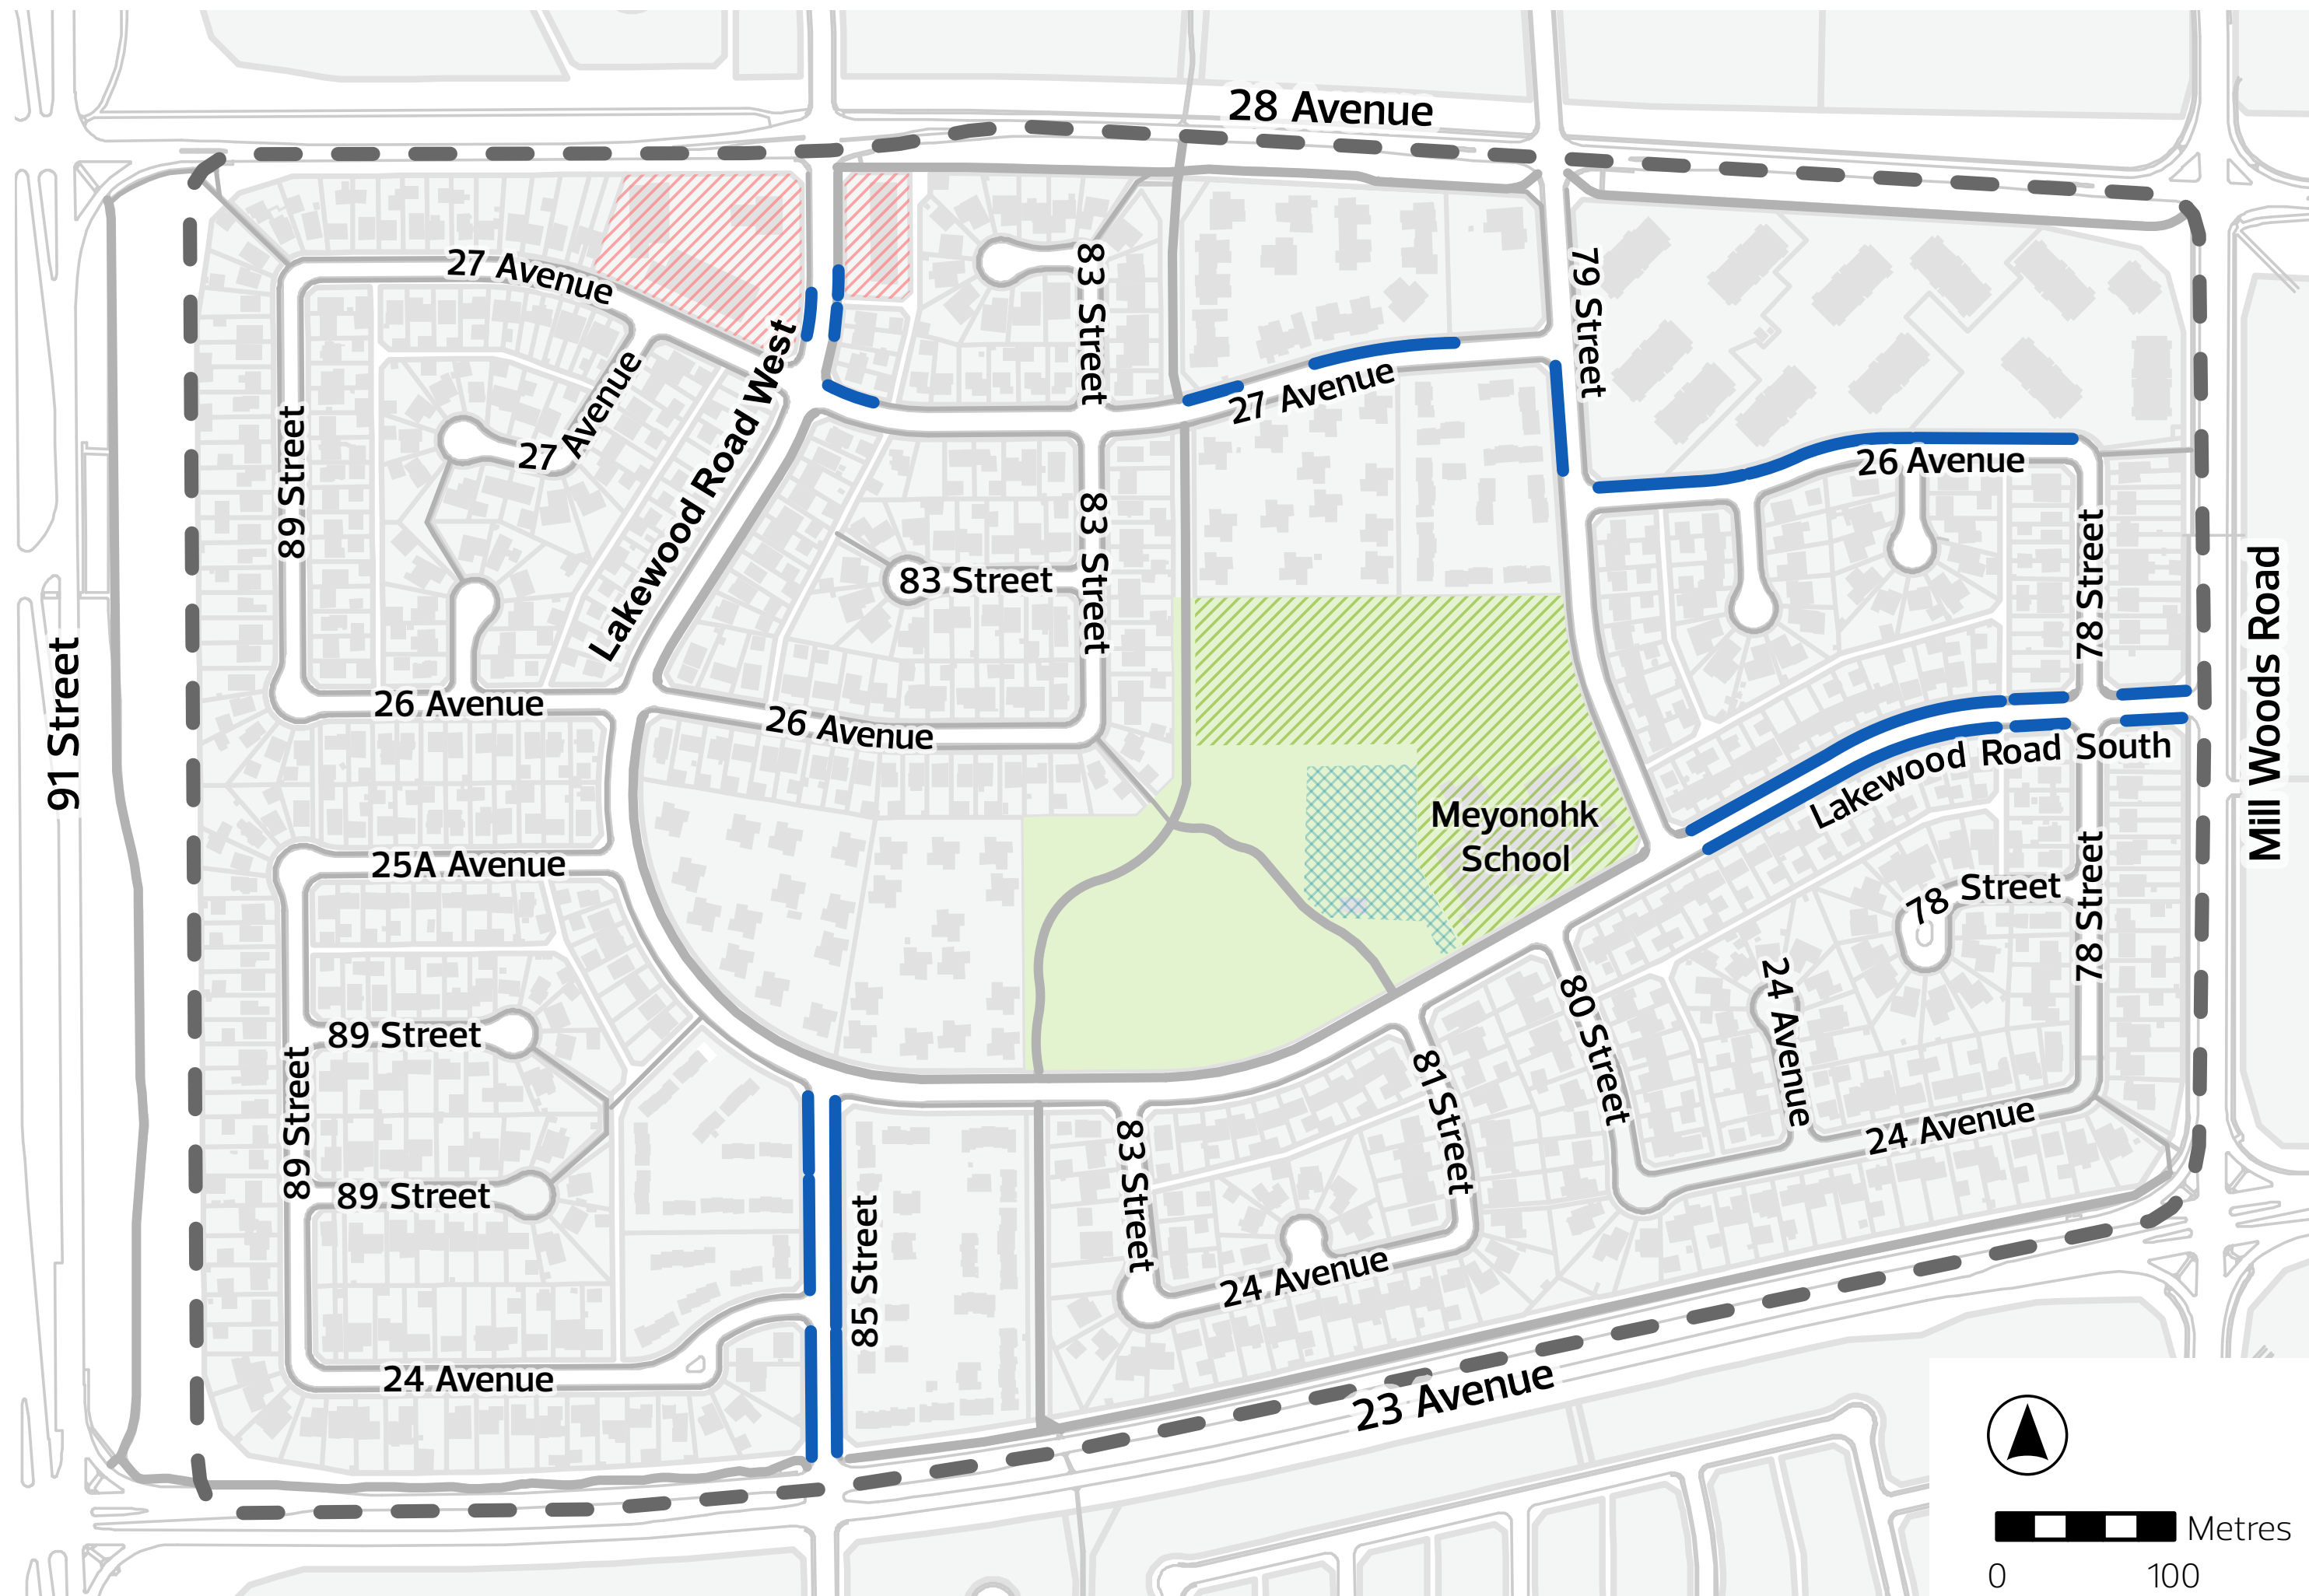 28 Avenue
27 Avenue
83 Street
79 Street
Lakewood Road West
27 Avenue
27 Avenue
89 Street
26 Avenue
83 Street
83 Street
78 Street
Mill Woods Road
91 Street
26 Avenue
26 Avenue
Lakewood Road South
Meyonohk
School
25A Avenue
78 Street
78 Street
24 Avenue
80 Street
89 Street
89 Street
81 Street
24 Avenue
83 Street
89 Street
85 Street
24 Avenue
24 Avenue
23 Avenue
Metres
0 100